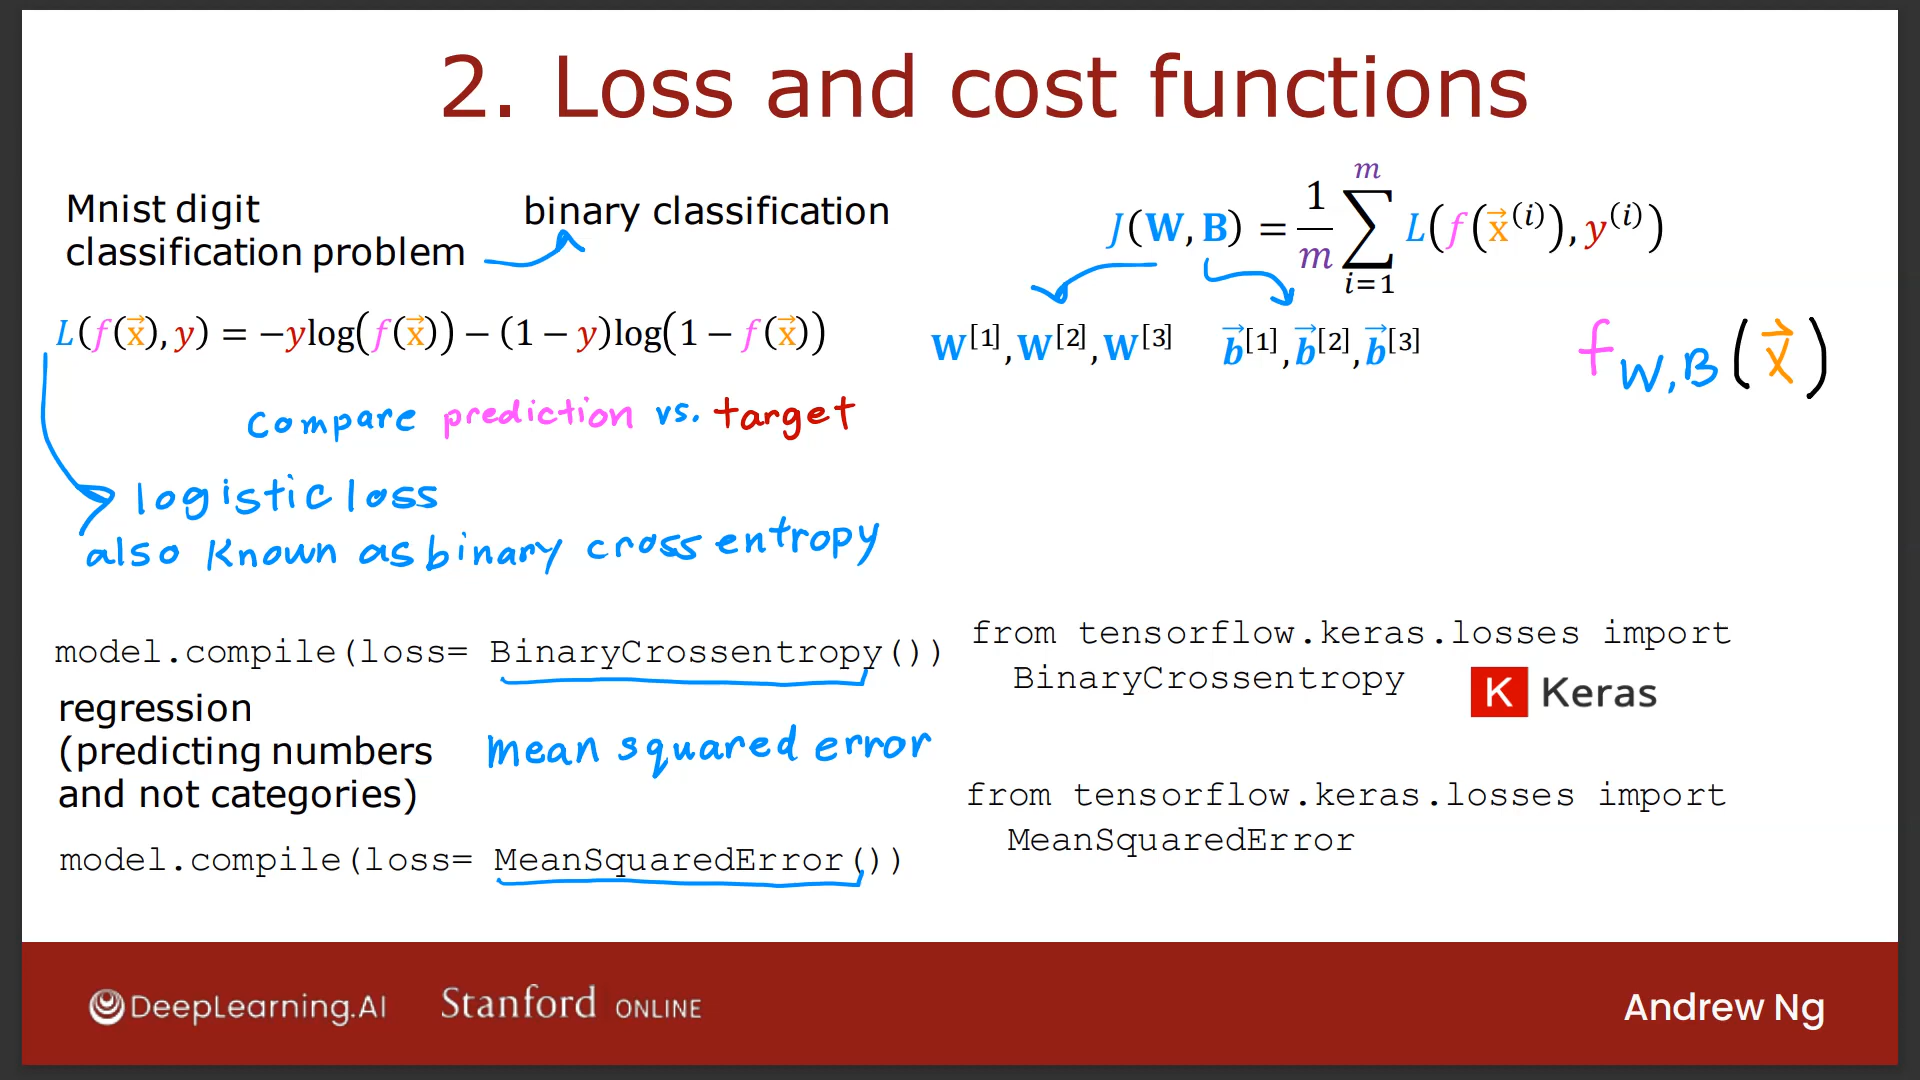 2. Loss and cost functions
Mnist digit
classification problem
binary classification
L(f(x⃗), y) = −ylog(f(x⃗)) − (1 − y)log(1 − f(x⃗))
compare prediction vs. target
logistic loss
also known as binary cross entropy
model.compile(loss= BinaryCrossentropy())
regression
(predicting numbers
and not categories)
mean squared error
model.compile(loss= MeanSquaredError())
J(W, B) = 1/m ∑_{i=1}^{m} L(f(x⃗^(i)), y^(i))
W^[1], W^[2], W^[3] b⃗^[1], b⃗^[2], b⃗^[3]
f_{W,B}(x⃗)
from tensorflow.keras.losses import
BinaryCrossentropy
K Keras
from tensorflow.keras.losses import
MeanSquaredError
DeepLearning.AI
Stanford ONLINE
Andrew Ng